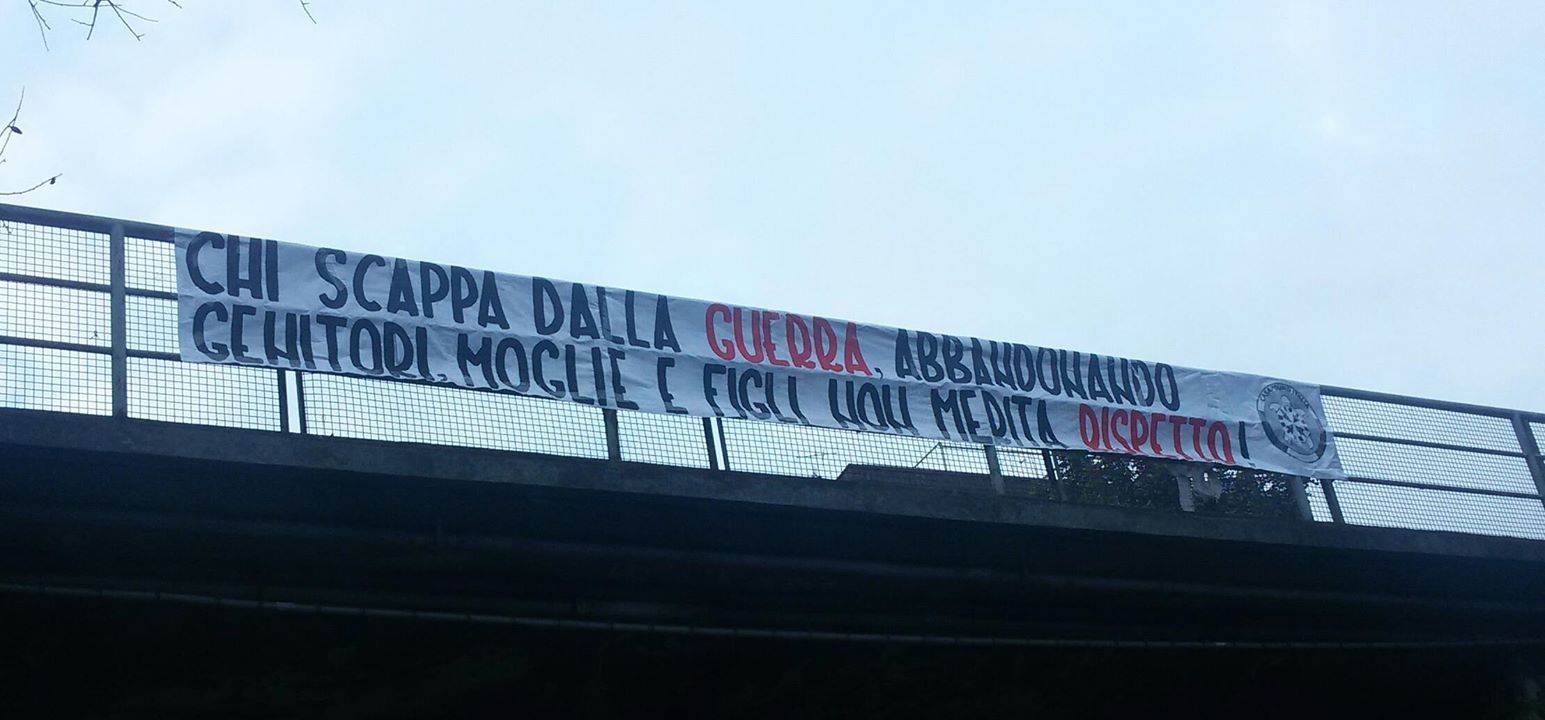 CHI SCAPPA DALLA GUERRA, ABBANDONANDO
GENITORI, MOGLIE E FIGLI NON MERITA RISPETTO!